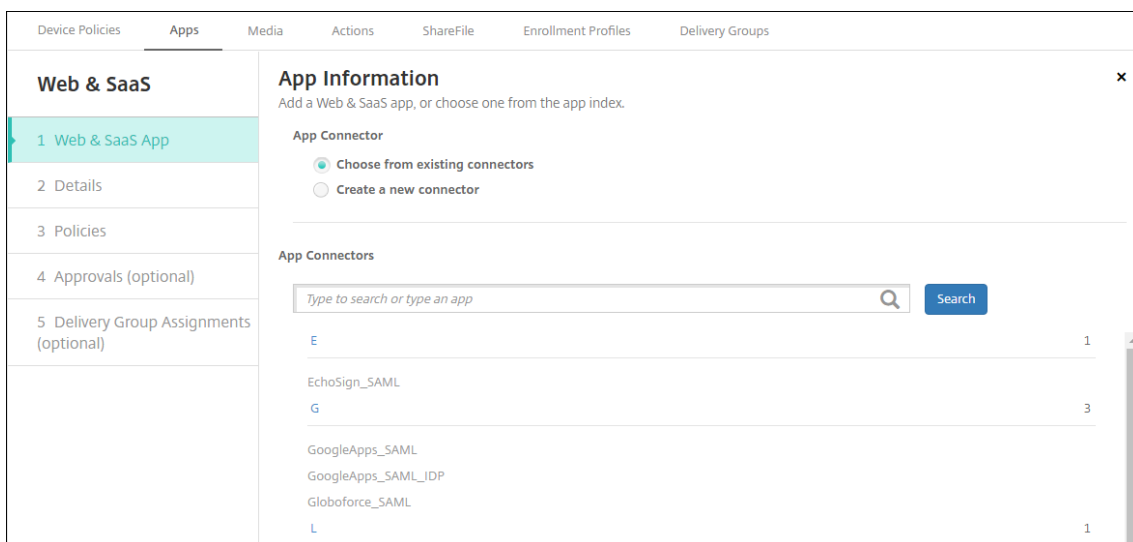 Device Policies Apps Media Actions ShareFile Enrollment Profiles Delivery Groups
Web & SaaS
1 Web & SaaS App
2 Details
3 Policies
4 Approvals (optional)
5 Delivery Group Assignments
(optional)
App Information
Add a Web & SaaS app, or choose one from the app index.
App Connector
Choose from existing connectors
Create a new connector
App Connectors
Type to search or type an app
Search
E 1
EchoSign_SAML
G 3
GoogleApps_SAML
GoogleApps_SAML_IDP
Globoforce_SAML
L 1